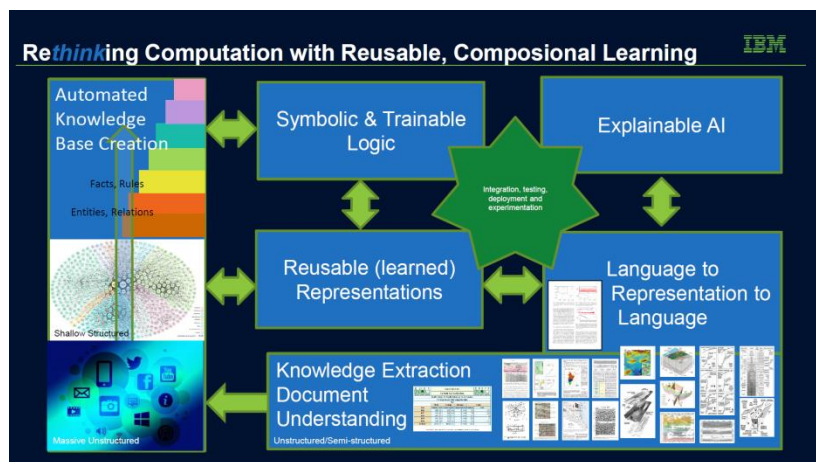 Rethinking Computation with Reusable, Composional Learning
IBM
Automated
Knowledge
Base Creation
Facts, Rules
Entities, Relations
Shallow Structured
Massive Unstructured
Symbolic & Trainable
Logic
Explainable AI
Integration, testing,
deployment and
experimentation
Reusable (learned)
Representations
Language to
Representation to
Language
Knowledge Extraction
Document
Understanding
Unstructured/Semi-structured